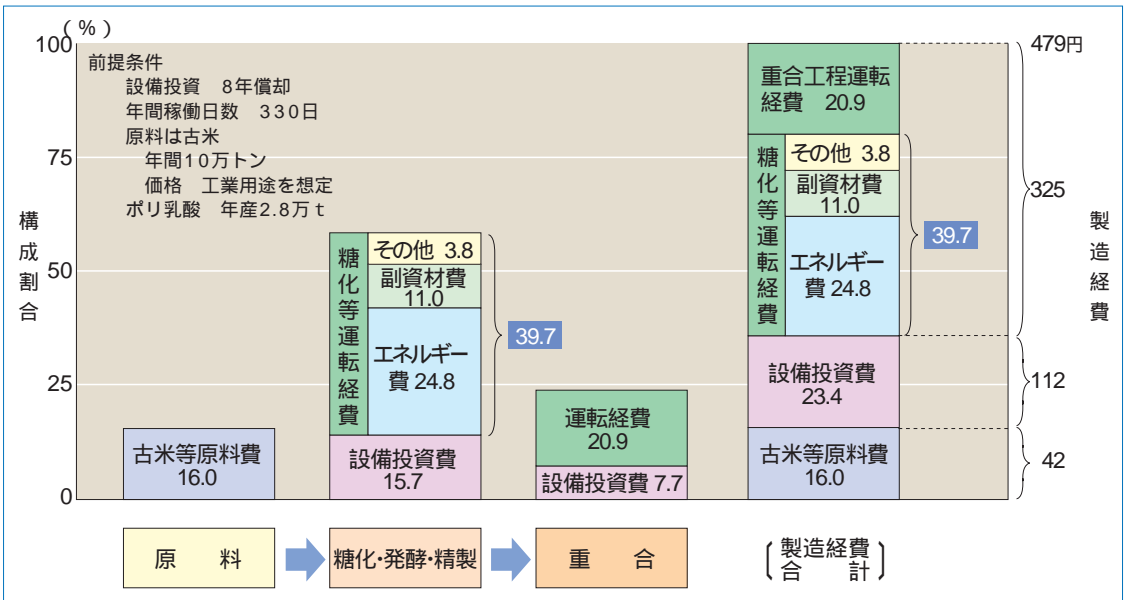 (%)
100
75
50
25
0
構成割合
前提条件
設備投資 8年償却
年間稼働日数 330日
原料は古米
年間10万トン
価格 工業用途を想定
ポリ乳酸 年産2.8万t
古米等原料費
16.0
糖化等運転経費
その他 3.8
副資材費
11.0
エネルギー
費 24.8
39.7
設備投資費
15.7
運転経費
20.9
設備投資費 7.7
重合工程運転
経費 20.9
糖化等運転経費
その他 3.8
副資材費
11.0
エネルギー
費 24.8
39.7
設備投資費
23.4
古米等原料費
16.0
479円
325
112
42
製造経費
原 料
糖化・発酵・精製
重 合
製造経費
合 計